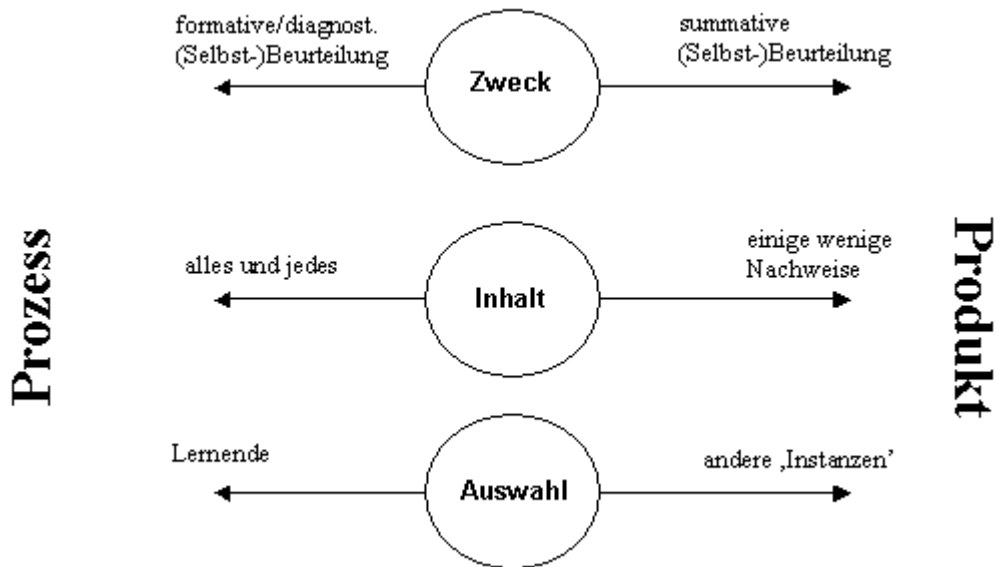 formative/diagnost.
(Selbst-)Beurteilung
Zweck
summative
(Selbst-)Beurteilung
Prozess
alles und jedes
Inhalt
einige wenige
Nachweise
Produkt
Lernende
Auswahl
andere ‚Instanzen’